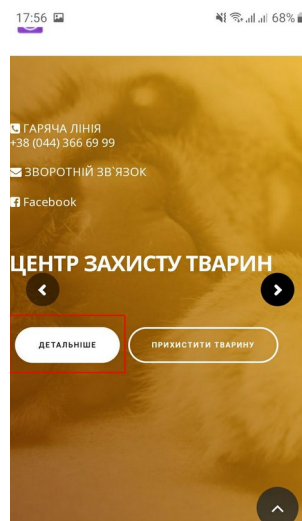 17:56
68%
ГАРЯЧА ЛІНІЯ
+38 (044) 366 69 99
ЗВОРОТНІЙ ЗВ`ЯЗОК
Facebook
ЦЕНТР ЗАХИСТУ ТВАРИН
ДЕТАЛЬНІШЕ
ПРИХИСТИТИ ТВАРИНУ